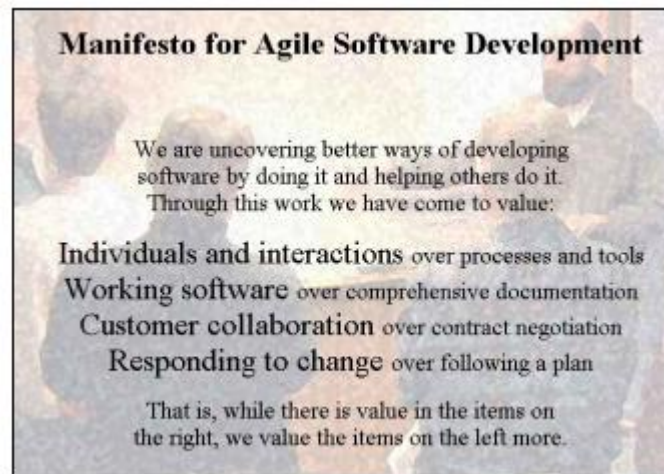 Manifesto for Agile Software Development
We are uncovering better ways of developing
software by doing it and helping others do it.
Through this work we have come to value:
Individuals and interactions over processes and tools
Working software over comprehensive documentation
Customer collaboration over contract negotiation
Responding to change over following a plan
That is, while there is value in the items on
the right, we value the items on the left more.